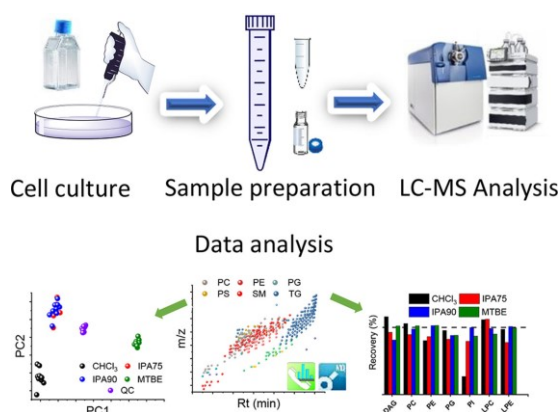 Cell culture
Sample preparation
LC-MS Analysis
Data analysis
PC2
CHCl₃ IPA75
IPA90 MTBE
QC
PC1
PC PE PG
PS SM TG
m/z
Rt (min)
CHCl₃ IPA75
IPA90 MTBE
Recovery (%)
DAG PC PE PG PI LPC LPE